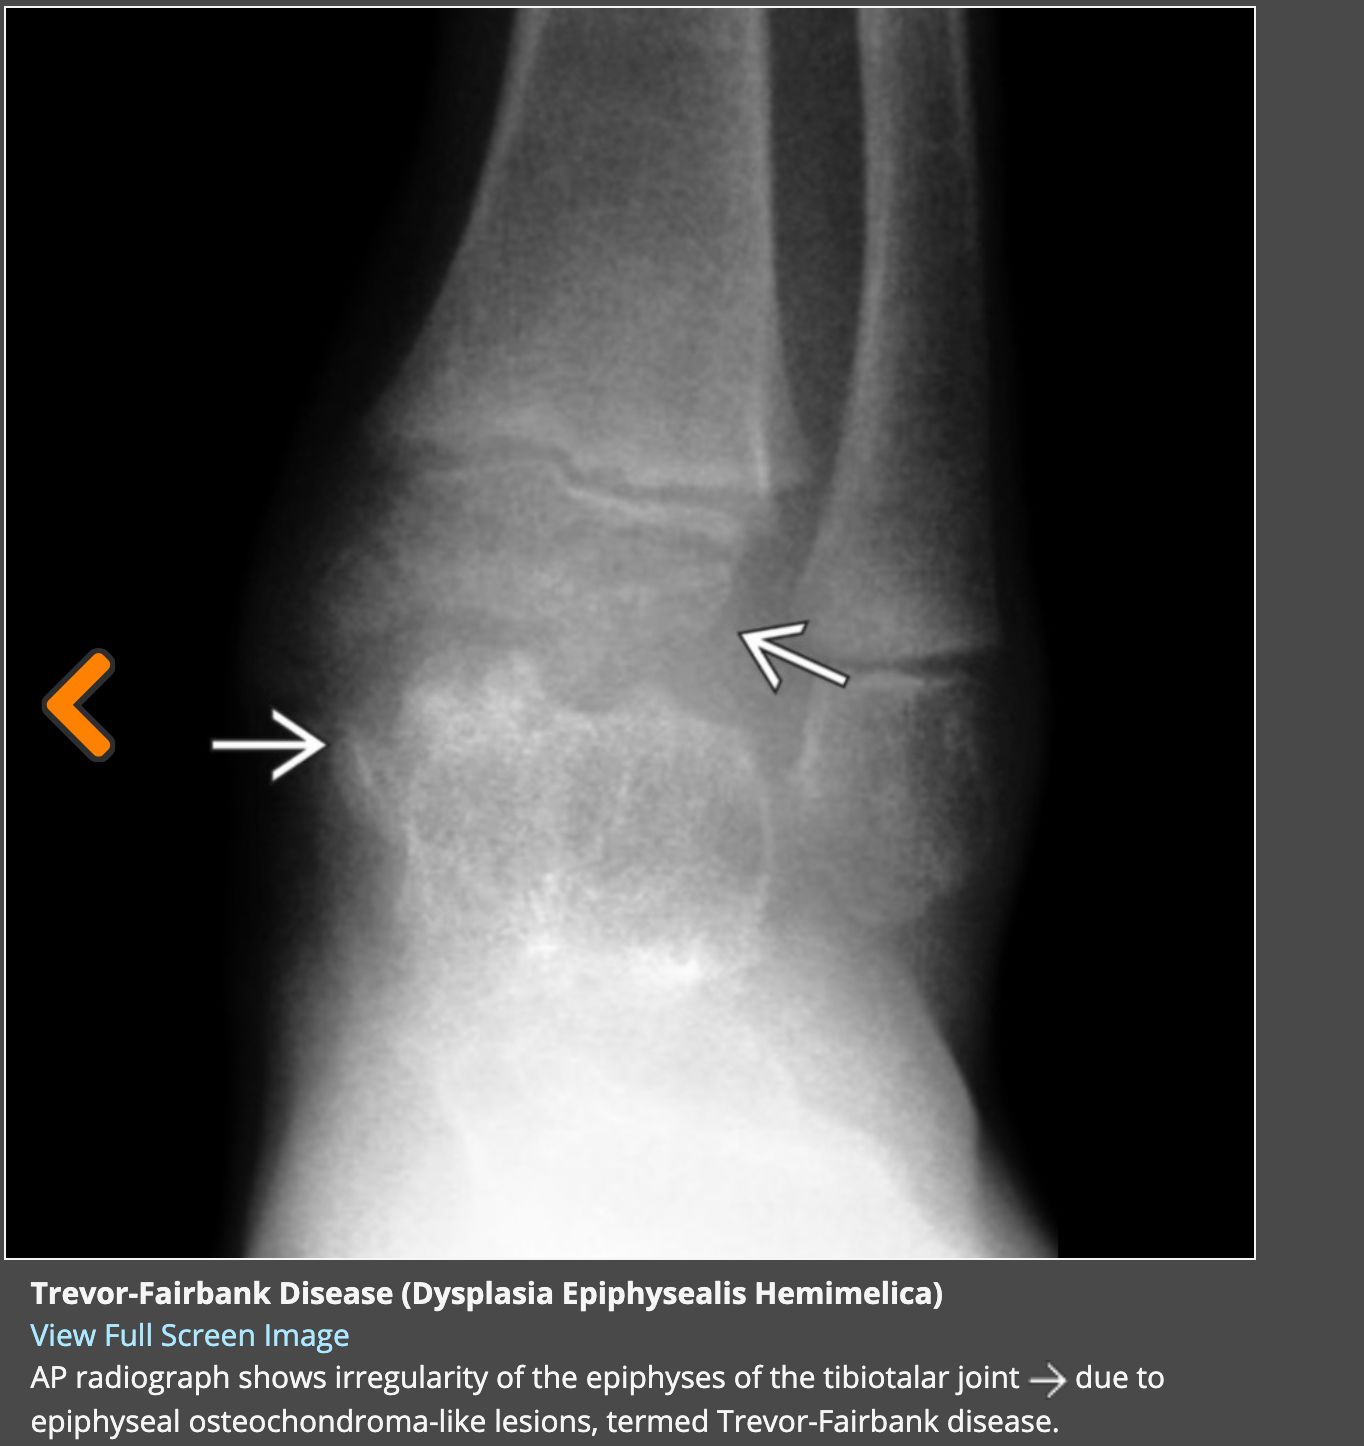 Trevor-Fairbank Disease (Dysplasia Epiphysealis Hemimelica)
View Full Screen Image
AP radiograph shows irregularity of the epiphyses of the tibiotalar joint → due to
epiphyseal osteochondroma-like lesions, termed Trevor-Fairbank disease.